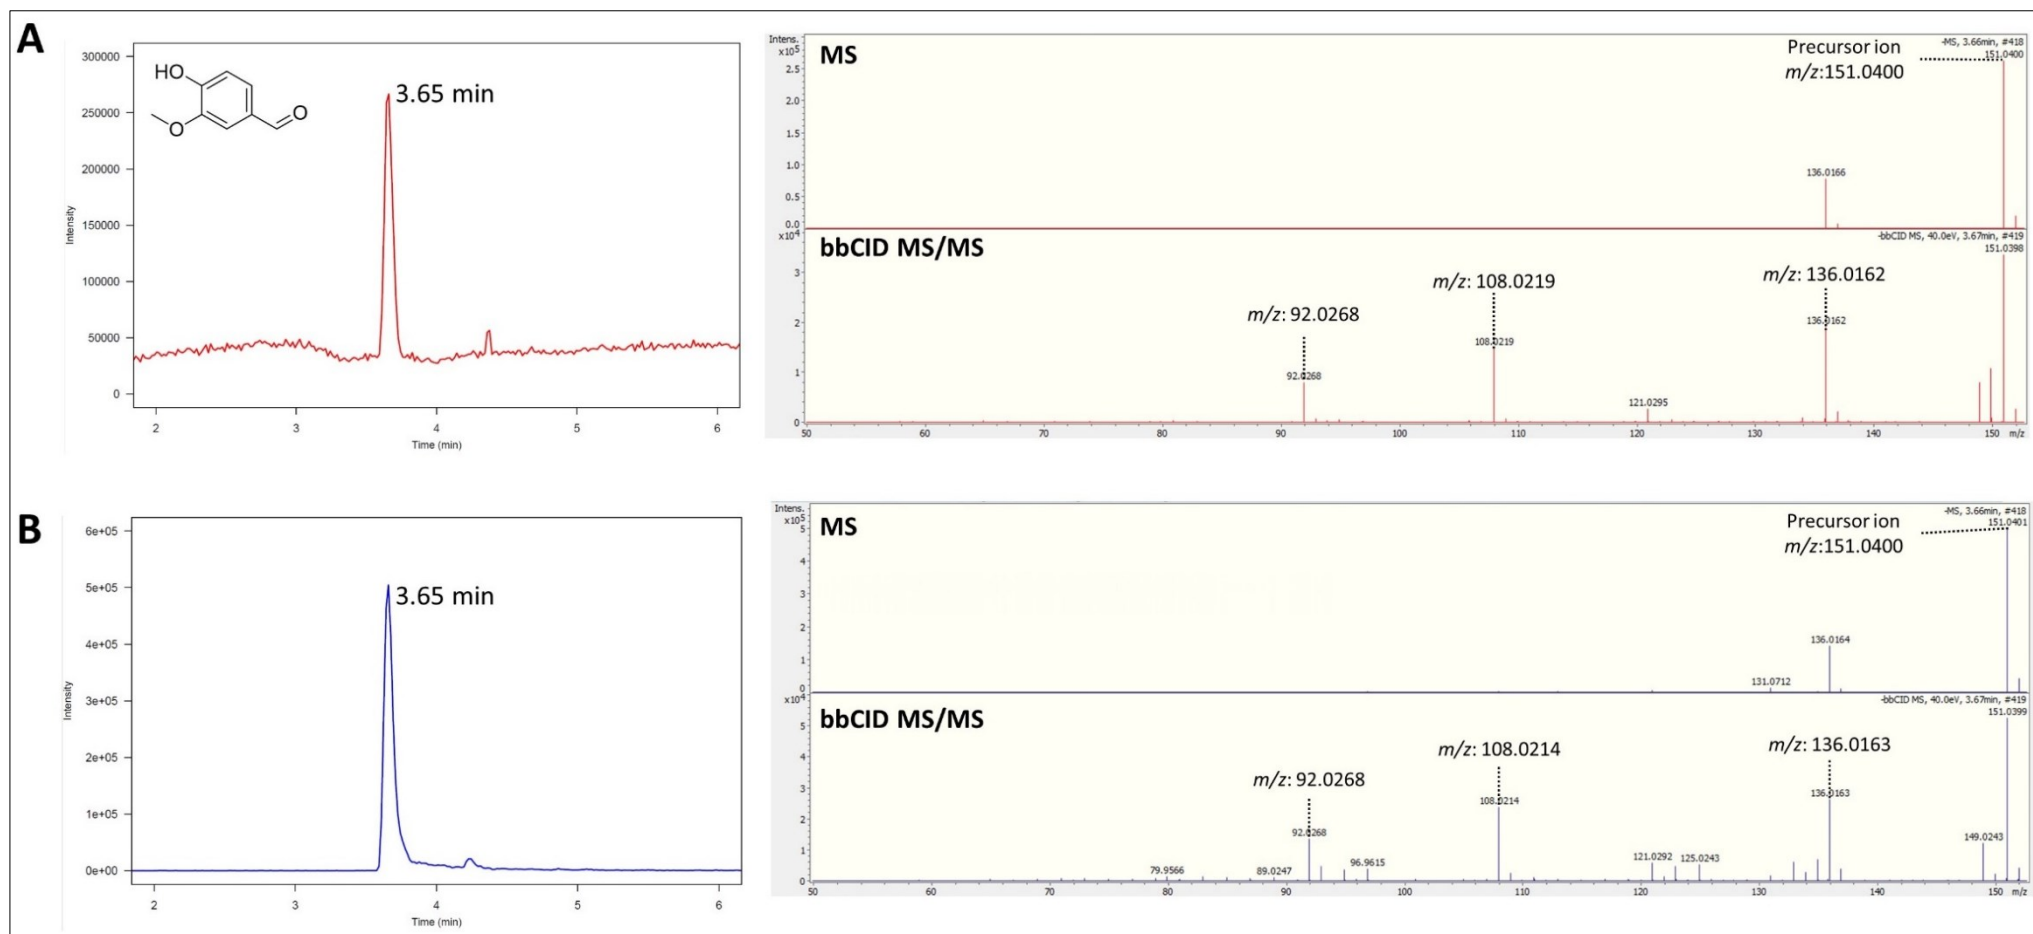 A
300000
250000
200000
150000
100000
50000
0
Intensity
2
3
4
5
6
Time (min)
HO
O
O
3.65 min
Intens.
x10⁵
2.5
2.0
1.5
1.0
0.5
0.0
MS
Precursor ion
m/z:151.0400
-MS, 3.66min, #418
151.0400
136.0166
x10⁴
3
2
1
0
bbCID MS/MS
-bbCID MS, 40.0eV, 3.67min, #419
151.0398
m/z: 92.0268
m/z: 108.0219
m/z: 136.0162
92.0268
108.0219
121.0295
136.0162
50
60
70
80
90
100
110
120
130
140
150
m/z
B
6e+05
5e+05
4e+05
3e+05
2e+05
1e+05
0e+00
Intensity
2
3
4
5
6
Time (min)
3.65 min
Intens.
x10⁵
5
4
3
2
1
0
MS
Precursor ion
m/z:151.0400
-MS, 3.66min, #418
151.0401
131.0712
136.0164
x10⁴
5
4
3
2
1
0
bbCID MS/MS
-bbCID MS, 40.0eV, 3.67min, #419
151.0399
m/z: 92.0268
m/z: 108.0214
m/z: 136.0163
79.9566
89.0247
92.0268
96.9615
108.0214
121.0292
125.0243
136.0163
149.0243
50
60
70
80
90
100
110
120
130
140
150
m/z